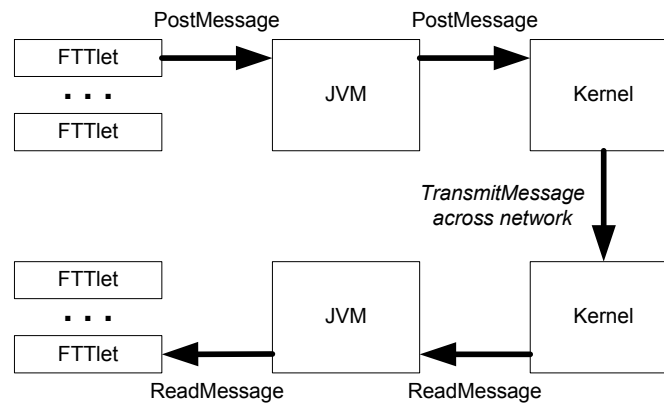 PostMessage
PostMessage
FTTlet
. . .
FTTlet
JVM
Kernel
TransmitMessage
across network
FTTlet
. . .
FTTlet
JVM
Kernel
ReadMessage
ReadMessage